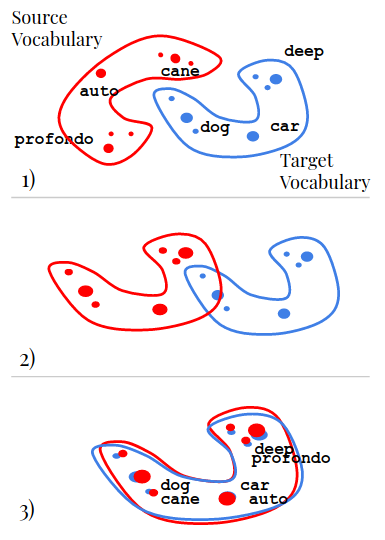 Source
Vocabulary
deep
cane
auto
dog
car
profondo
Target
Vocabulary
1)
2)
deep
profondo
dog
car
cane
auto
3)